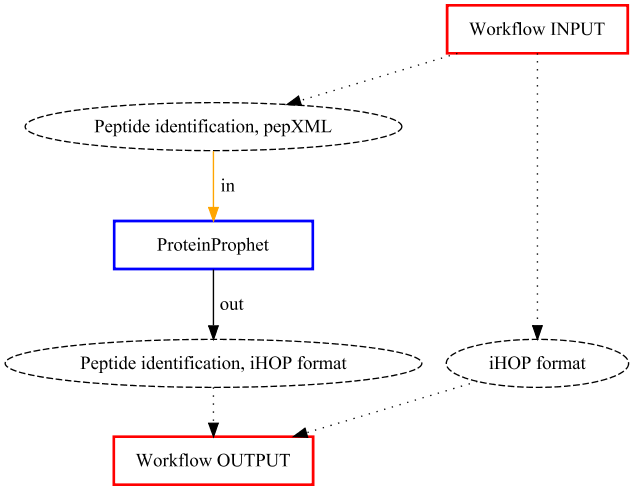 Workflow INPUT
Peptide identification, pepXML
in
ProteinProphet
out
Peptide identification, iHOP format
iHOP format
Workflow OUTPUT